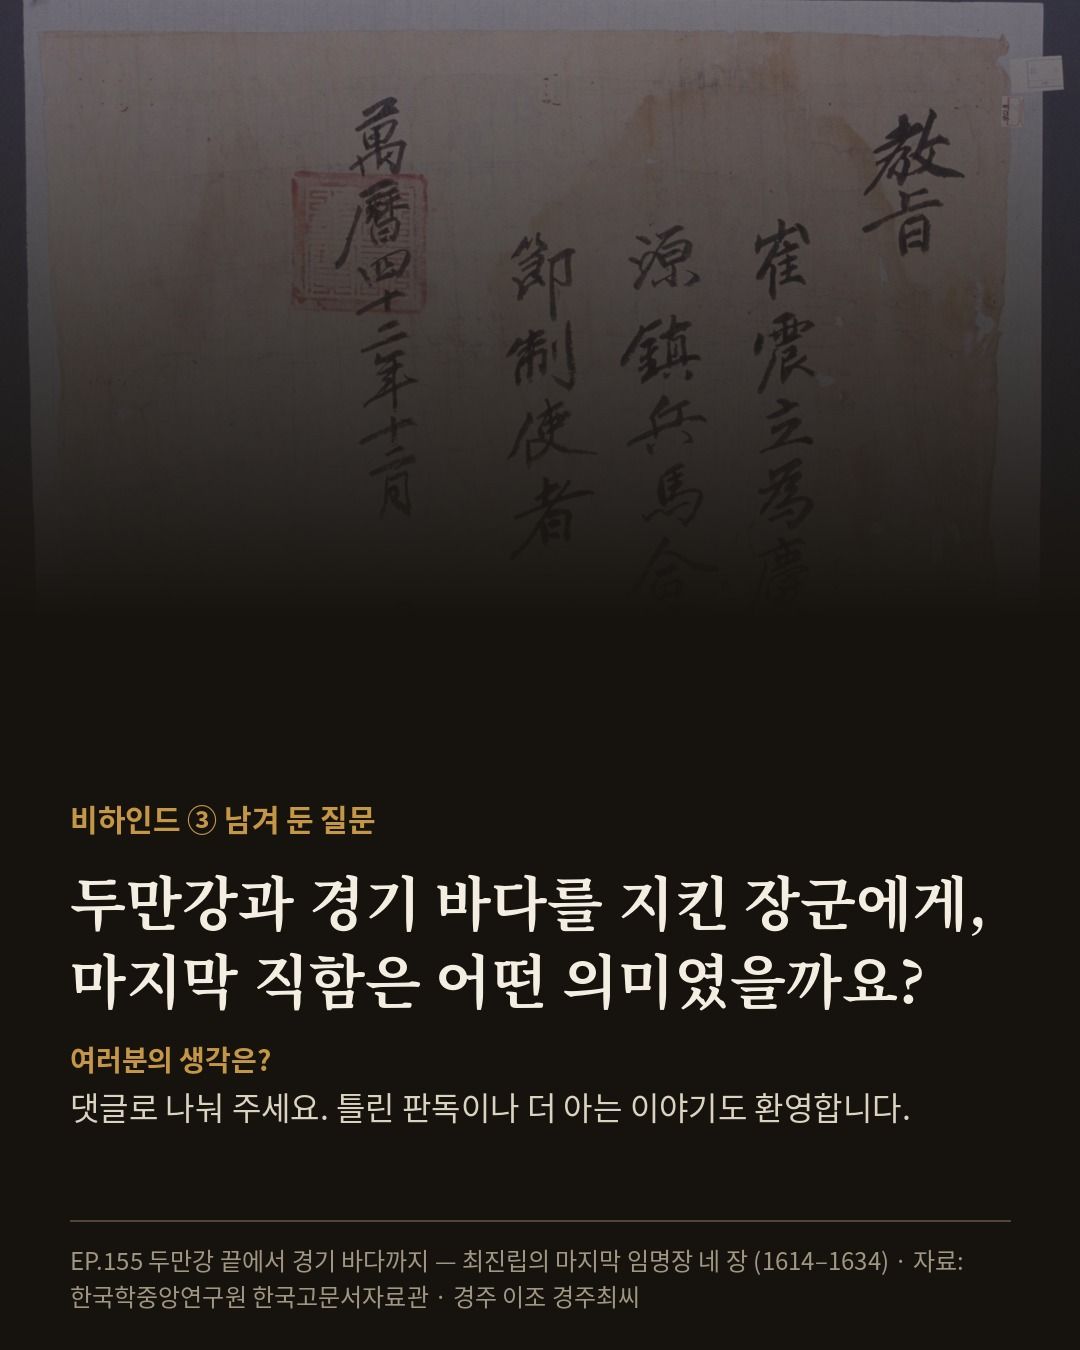 教旨
崔震立為慶
源鎮兵馬僉
節制使者
萬曆四十二年十二月
비하인드 ③ 남겨 둔 질문
두만강과 경기 바다를 지킨 장군에게,
마지막 직함은 어떤 의미였을까요?
여러분의 생각은?
댓글로 나눠 주세요. 틀린 판독이나 더 아는 이야기도 환영합니다.
EP.155 두만강 끝에서 경기 바다까지 — 최진립의 마지막 임명장 네 장 (1614–1634) · 자료:
한국학중앙연구원 한국고문서자료관 · 경주 이조 경주최씨